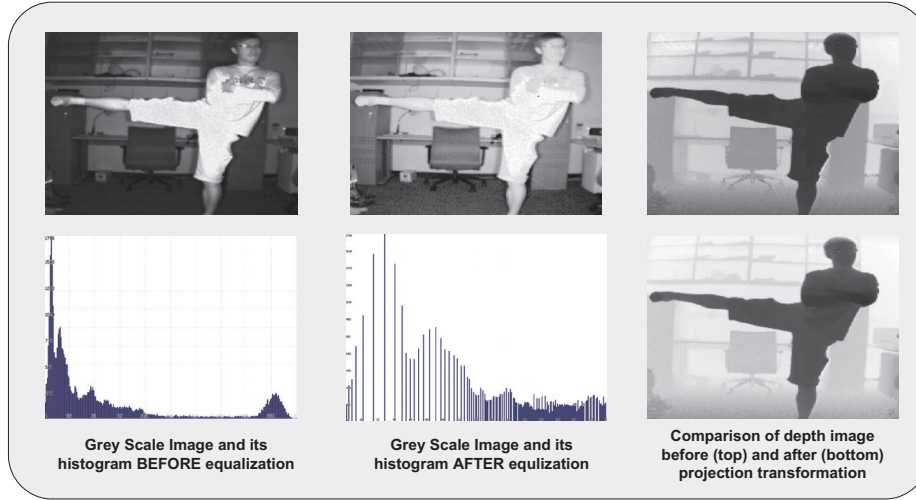 Grey Scale Image and its
histogram BEFORE equalization
Grey Scale Image and its
histogram AFTER equlization
Comparison of depth image
before (top) and after (bottom)
projection transformation